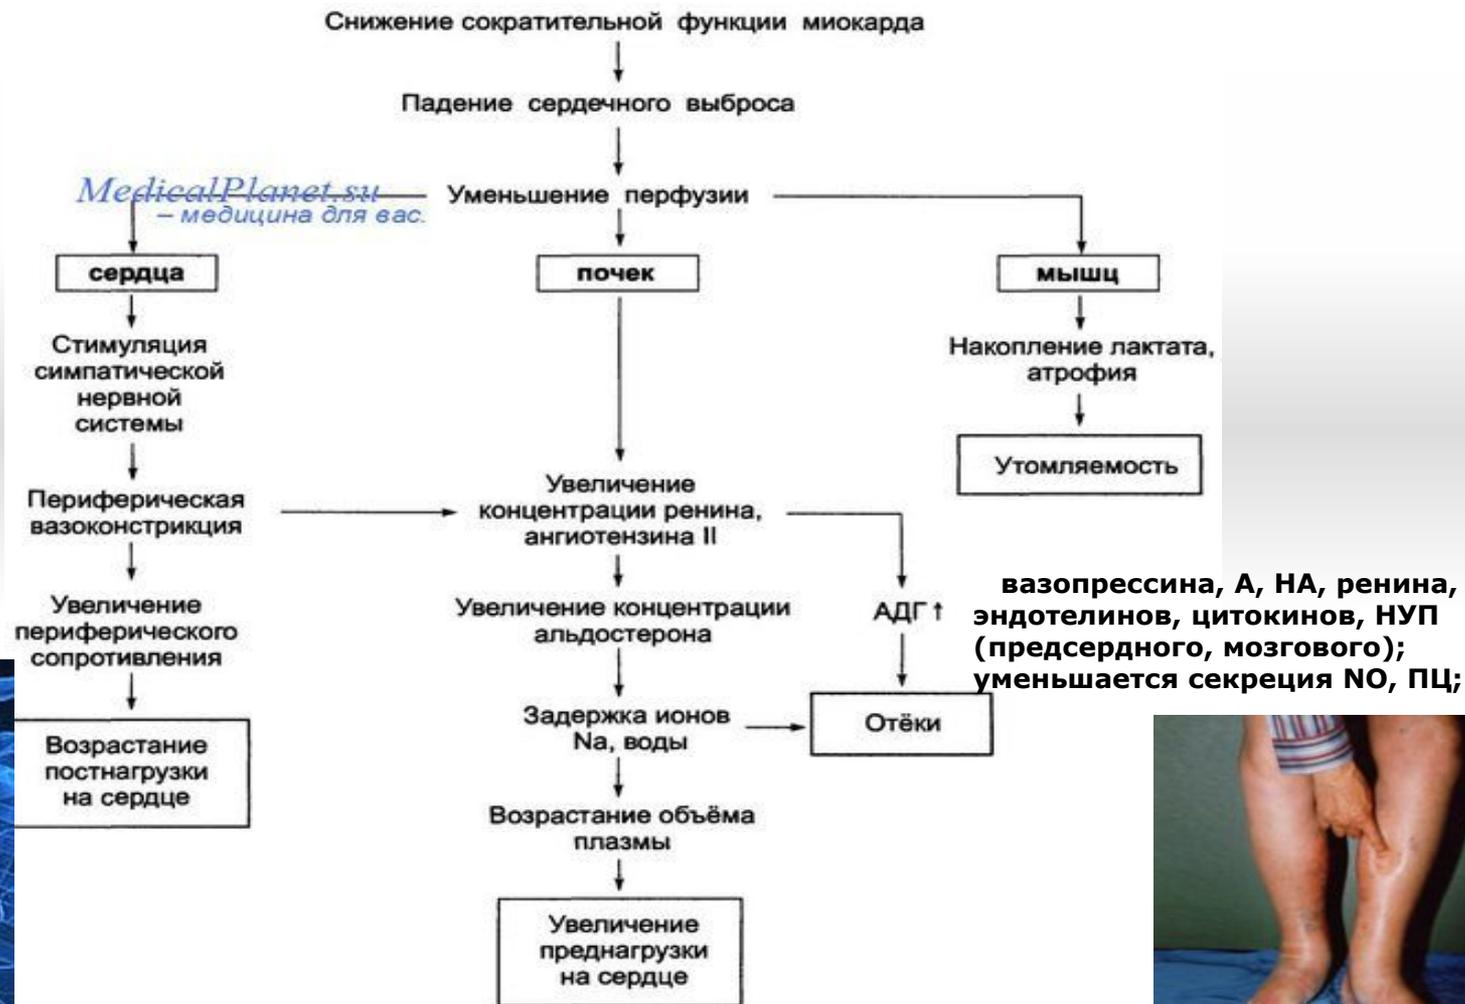 Снижение сократительной функции миокарда
Падение сердечного выброса
MedicalPlanet.su
– медицина для вас.
Уменьшение перфузии
сердца
почек
мышц
Стимуляция
симпатической
нервной
системы
Накопление лактата,
атрофия
Утомляемость
Периферическая
вазоконстрикция
Увеличение
концентрации ренина,
ангиотензина II
Увеличение
периферического
сопротивления
Увеличение концентрации
альдостерона
АДГ ↑
вазопрессина, А, НА, ренина,
эндотелинов, цитокинов, НУП
(предсердного, мозгового);
уменьшается секреция NO, ПЦ;
Возрастание
постнагрузки
на сердце
Задержка ионов
Na, воды
Отёки
Возрастание объёма
плазмы
Увеличение
преднагрузки
на сердце